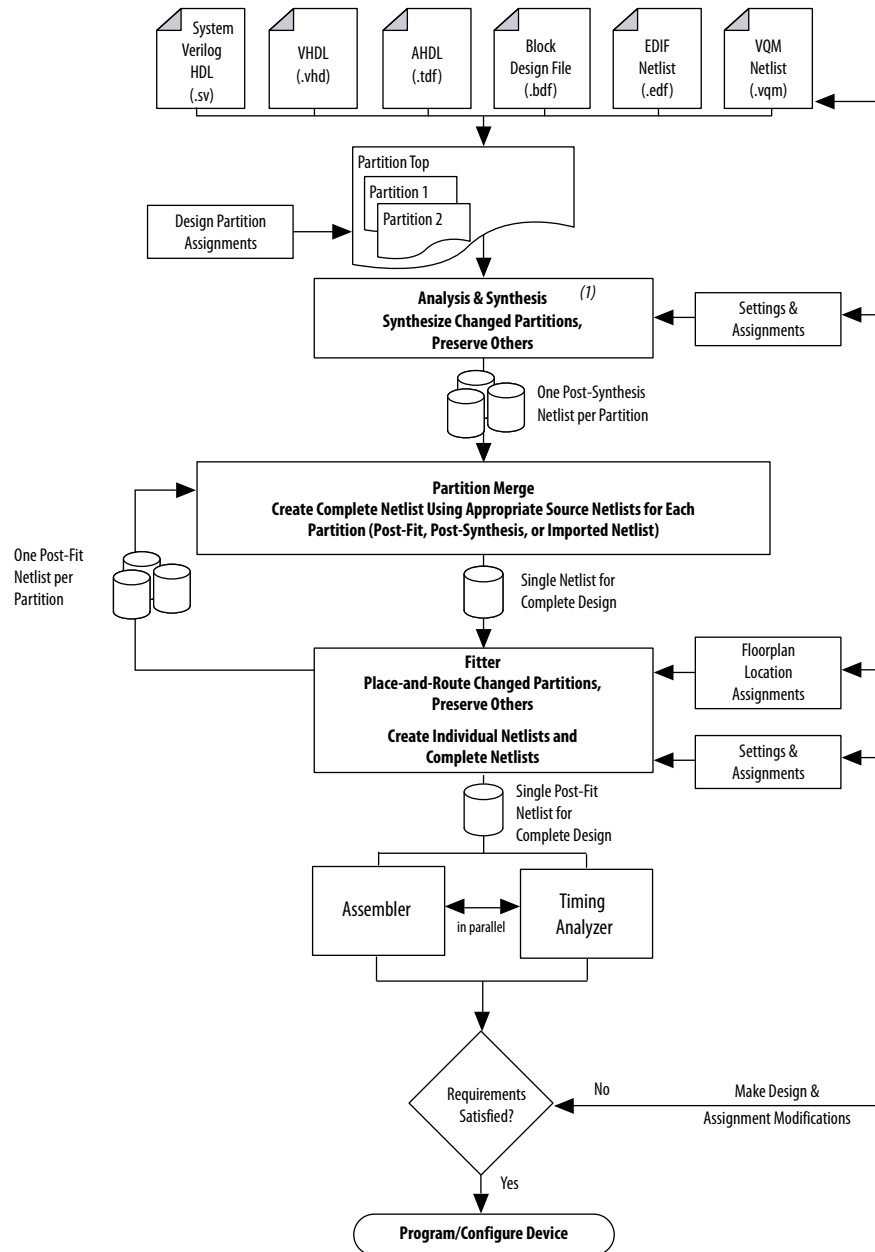 System
Verilog
HDL
(.sv)
VHDL
(.vhd)
AHDL
(.tdf)
Block
Design File
(.bdf)
EDIF
Netlist
(.edf)
VQM
Netlist
(.vqm)
Partition Top
Partition 1
Partition 2
Design Partition
Assignments
Analysis & Synthesis (1)
Synthesize Changed Partitions,
Preserve Others
Settings &
Assignments
One Post-Synthesis
Netlist per Partition
Partition Merge
Create Complete Netlist Using Appropriate Source Netlists for Each
Partition (Post-Fit, Post-Synthesis, or Imported Netlist)
One Post-Fit
Netlist per
Partition
Single Netlist for
Complete Design
Fitter
Place-and-Route Changed Partitions,
Preserve Others
Create Individual Netlists and
Complete Netlists
Floorplan
Location
Assignments
Settings &
Assignments
Single Post-Fit
Netlist for
Complete Design
Assembler
in parallel
Timing
Analyzer
Requirements
Satisfied?
No
Make Design &
Assignment Modifications
Yes
Program/Configure Device